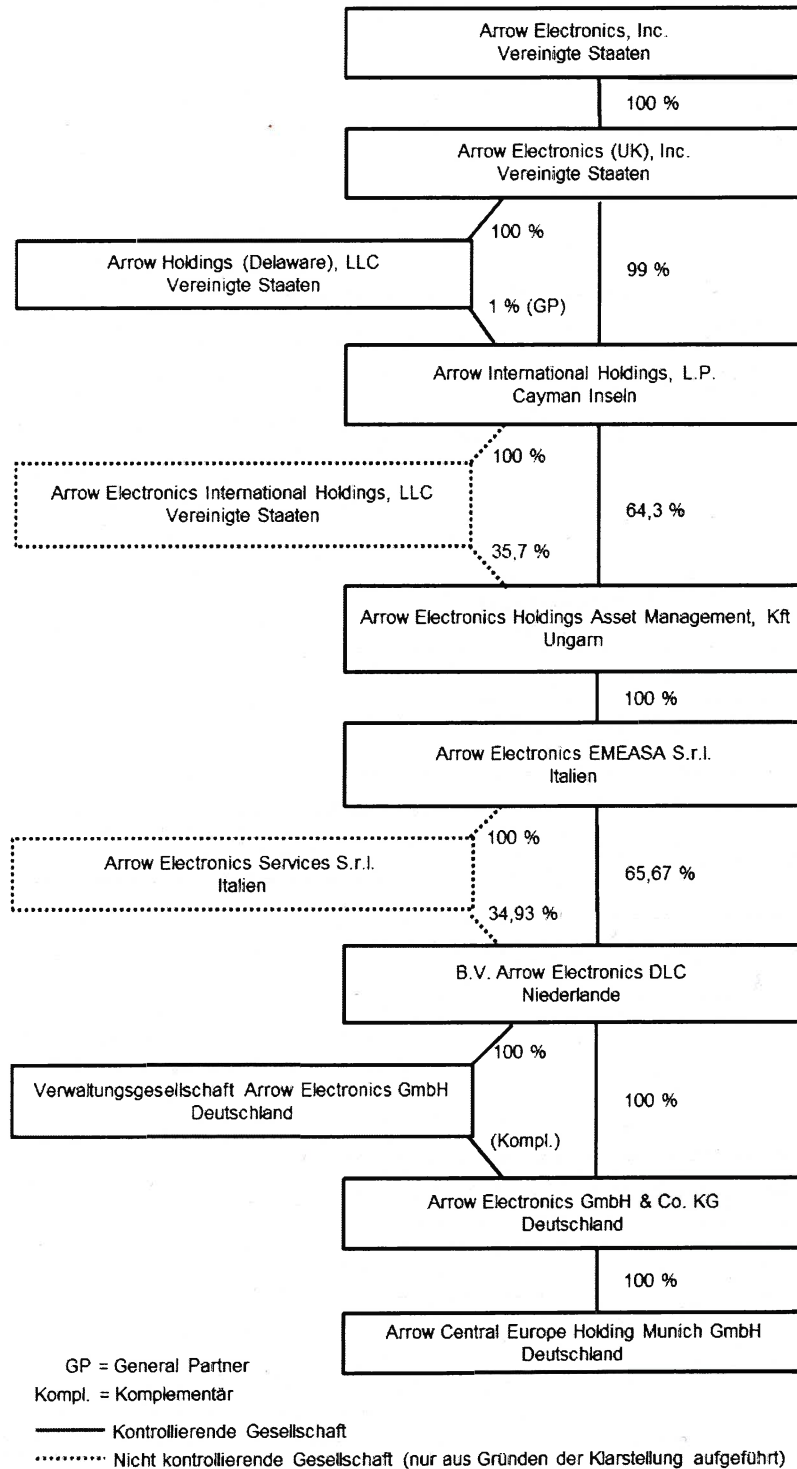 Arrow Electronics, Inc.
Vereinigte Staaten
100 %
Arrow Electronics (UK), Inc.
Vereinigte Staaten
100 %
Arrow Holdings (Delaware), LLC
Vereinigte Staaten
99 %
1 % (GP)
Arrow International Holdings, L.P.
Cayman Inseln
100 %
Arrow Electronics International Holdings, LLC
Vereinigte Staaten
64,3 %
35,7 %
Arrow Electronics Holdings Asset Management, Kft
Ungarn
100 %
Arrow Electronics EMEASA S.r.l.
Italien
100 %
Arrow Electronics Services S.r.l.
Italien
65,67 %
34,93 %
B.V. Arrow Electronics DLC
Niederlande
100 %
Verwaltungsgesellschaft Arrow Electronics GmbH
Deutschland
100 %
(Kompl.)
Arrow Electronics GmbH & Co. KG
Deutschland
100 %
Arrow Central Europe Holding Munich GmbH
Deutschland
GP = General Partner
Kompl. = Komplementär
Kontrollierende Gesellschaft
Nicht kontrollierende Gesellschaft (nur aus Gründen der Klarstellung aufgeführt)